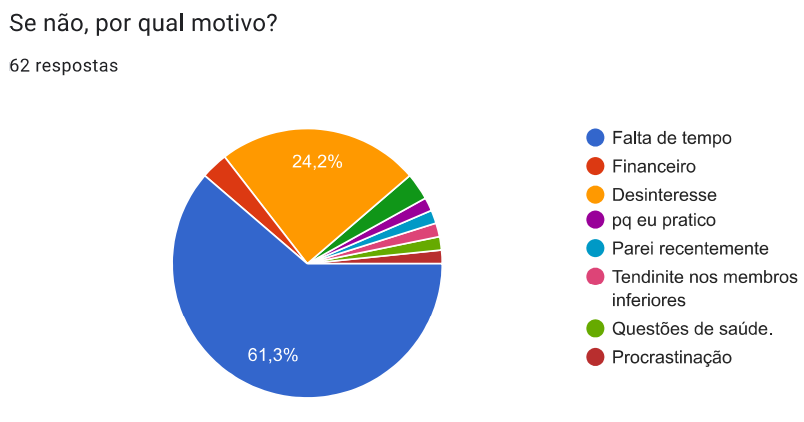 Se não, por qual motivo?
62 respostas
24,2%
61,3%
Falta de tempo
Financeiro
Desinteresse
pq eu pratico
Parei recentemente
Tendinite nos membros
inferiores
Questões de saúde.
Procrastinação